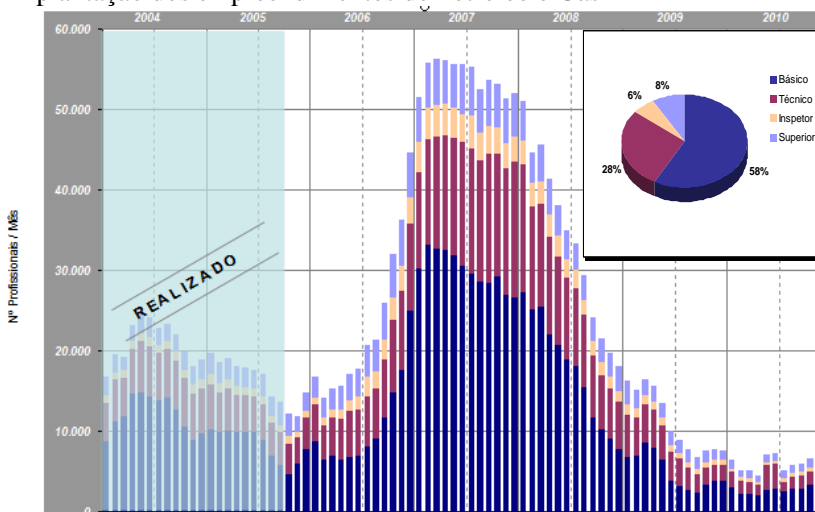 2004 2005 2006 2007 2008 2009 2010
60.000
50.000
40.000
30.000
20.000
10.000
Nº Profissionais / Mês
REALIZADO
Básico
Técnico
Inspetor
Superior
6%
8%
28%
58%